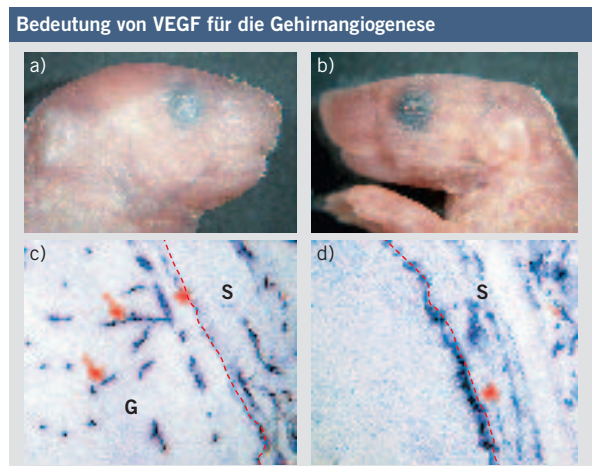 Bedeutung von VEGF für die Gehirnangiogenese
a)
b)
c)
S
G
d)
S